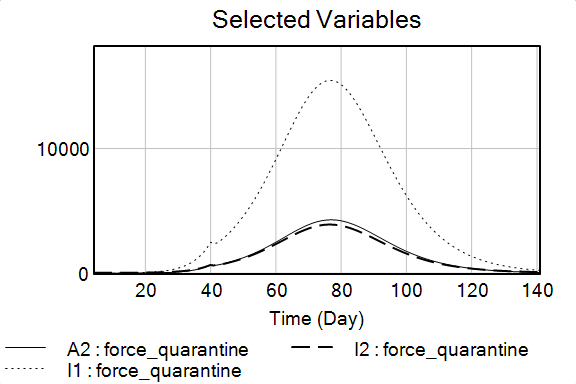 Selected Variables
10000
0
20 40 60 80 100 120 140
Time (Day)
A2 : force_quarantine I2 : force_quarantine
I1 : force_quarantine